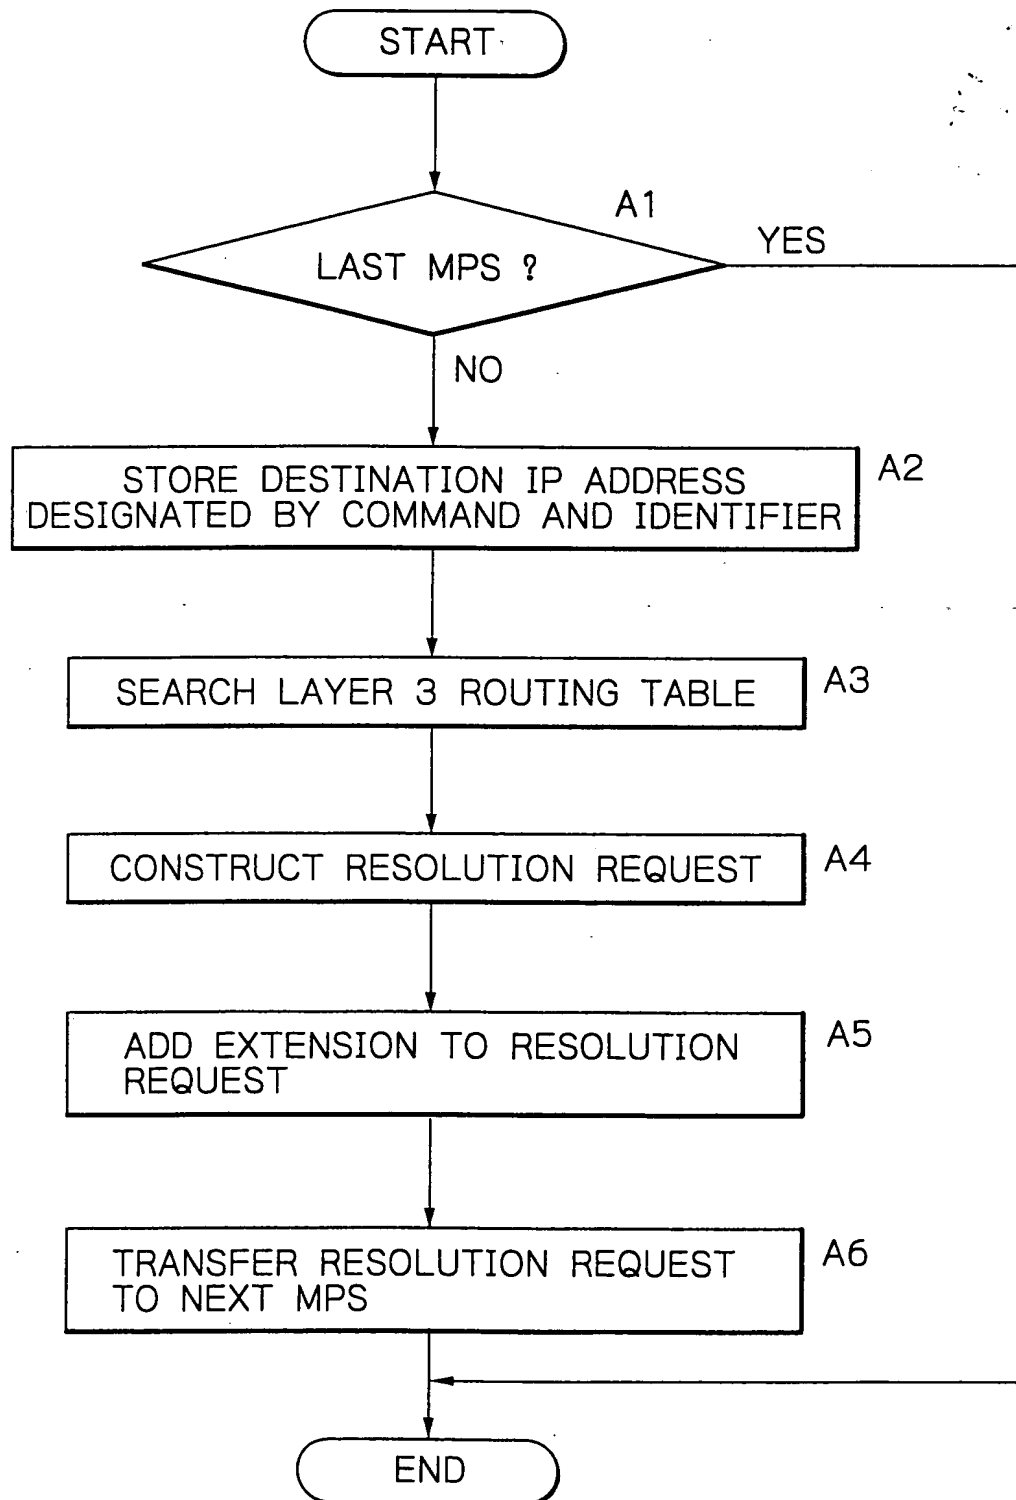 START
A1
LAST MPS ?
YES
NO
STORE DESTINATION IP ADDRESS
DESIGNATED BY COMMAND AND IDENTIFIER
A2
SEARCH LAYER 3 ROUTING TABLE
A3
CONSTRUCT RESOLUTION REQUEST
A4
ADD EXTENSION TO RESOLUTION
REQUEST
A5
TRANSFER RESOLUTION REQUEST
TO NEXT MPS
A6
END